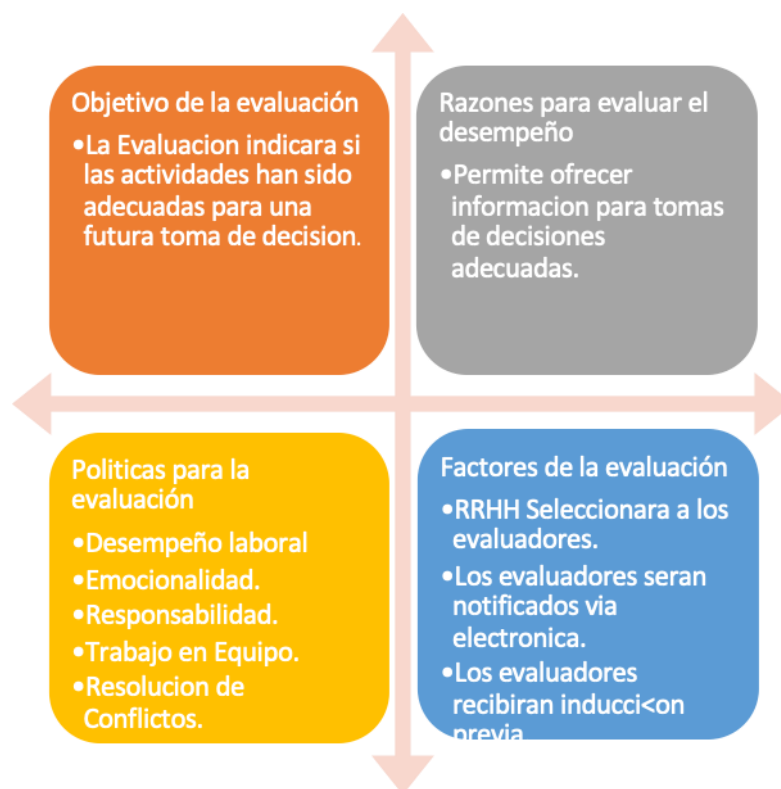 Objetivo de la evaluación
•La Evaluacion indicara si
las actividades han sido
adecuadas para una
futura toma de decision.
Razones para evaluar el
desempeño
•Permite ofrecer
informacion para tomas
de decisiones
adecuadas.
Politicas para la
evaluación
•Desempeño laboral
•Emocionalidad.
•Responsabilidad.
•Trabajo en Equipo.
•Resolucion de
Conflictos.
Factores de la evaluación
•RRHH Seleccionara a los
evaluadores.
•Los evaluadores seran
notificados via
electronica.
•Los evaluadores
recibiran inducci<on
previa